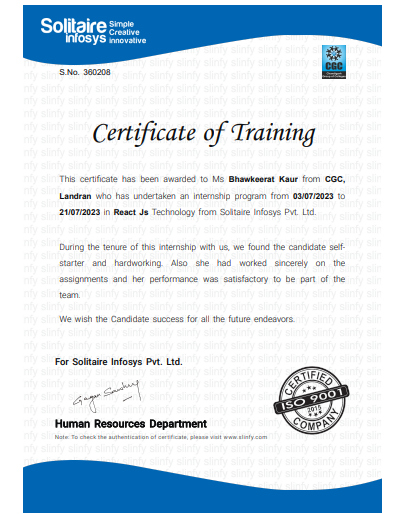 Solitaire Simple
Creative
infosys innovative
CGC
S.No. 360208
Certificate of Training
This certificate has been awarded to Ms Bhawkeerat Kaur from CGC,
Landran who has undertaken an internship program from 03/07/2023 to
21/07/2023 in React Js Technology from Solitaire Infosys Pvt. Ltd.
During the tenure of this internship with us, we found the candidate self-
starter and hardworking. Also she had worked sincerely on the
assignments and her performance was satisfactory to be part of the
team.
We wish the Candidate success for all the future endeavors.
For Solitaire Infosys Pvt. Ltd.
CERTIFIED
ISO 9001
2015
COMPANY
Human Resources Department
Note: To check the authentication of certificate, please visit www.slinfy.com